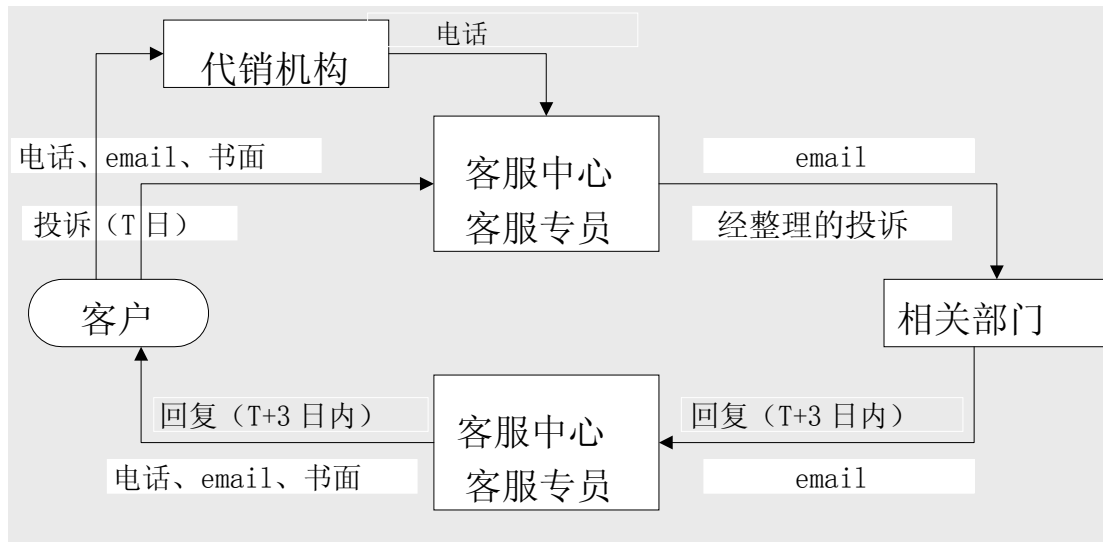 电话
代销机构
电话、email、书面
客服中心
客服专员
email
投诉（T日）
经整理的投诉
客户
相关部门
回复（T+3 日内）
客服中心
客服专员
回复（T+3 日内）
电话、email、书面
email